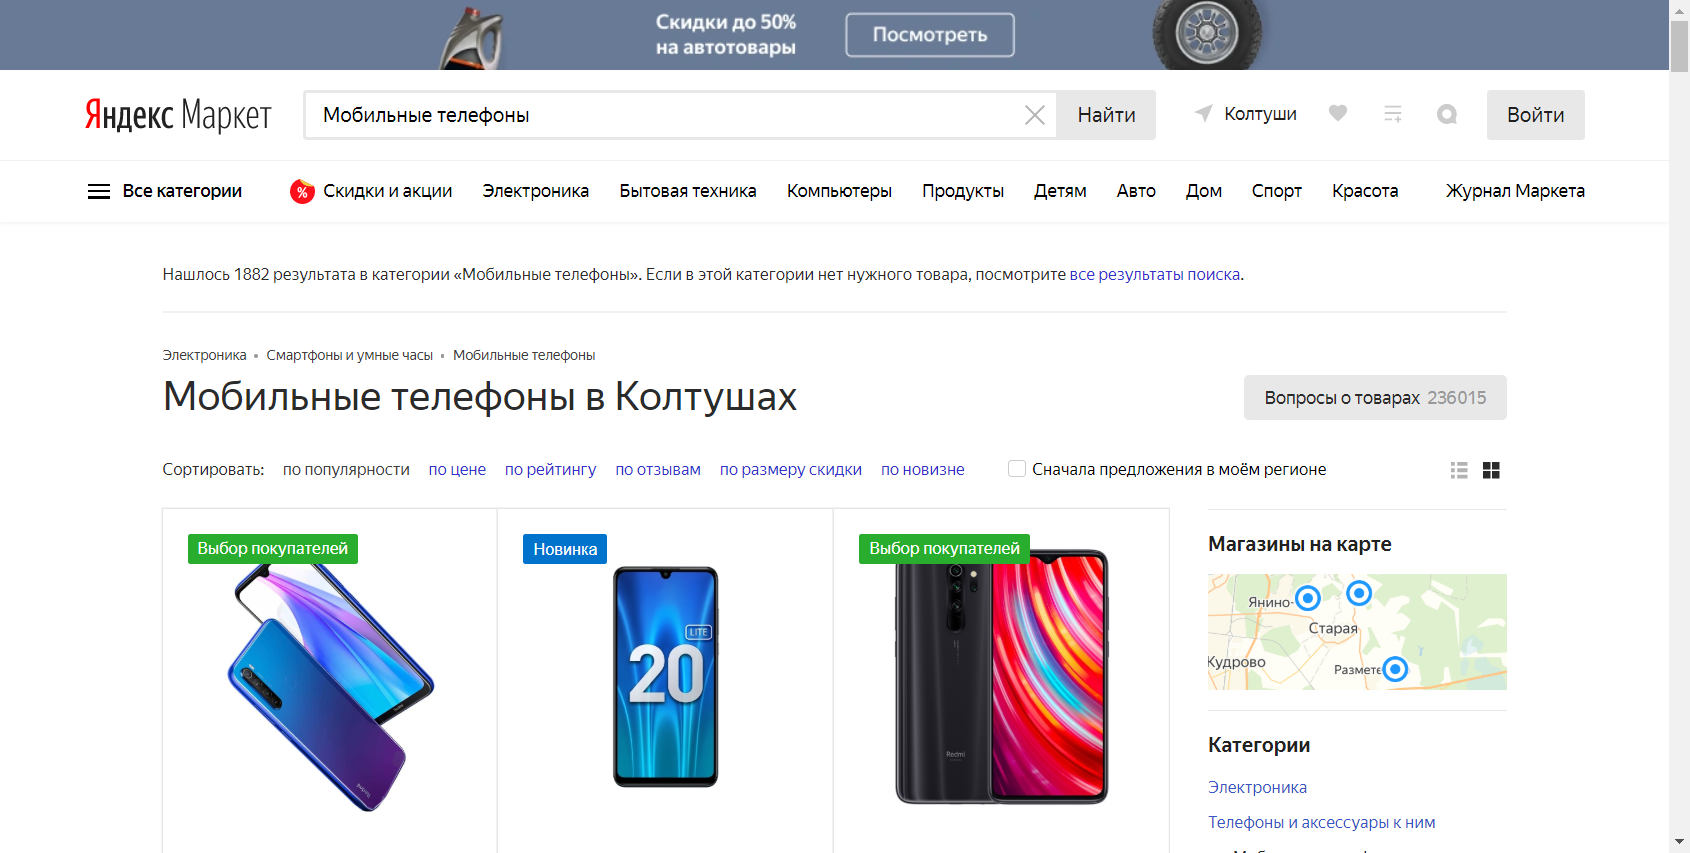 Скидки до 50%
на автотовары
Посмотреть
Яндекс Маркет
Мобильные телефоны
Найти
Колтуши
Войти
Все категории
% Скидки и акции
Электроника
Бытовая техника
Компьютеры
Продукты
Детям
Авто
Дом
Спорт
Красота
Журнал Маркета
Нашлось 1882 результата в категории «Мобильные телефоны». Если в этой категории нет нужного товара, посмотрите все результаты поиска.
Электроника • Смартфоны и умные часы • Мобильные телефоны
Мобильные телефоны в Колтушах
Вопросы о товарах 236015
Сортировать: по популярности по цене по рейтингу по отзывам по размеру скидки по новизне
Сначала предложения в моём регионе
Выбор покупателей
Redmi
Новинка
LITE
20
Выбор покупателей
Redmi
Магазины на карте
Янино-
Старая
Кудрово
Размете
Категории
Электроника
Телефоны и аксессуары к ним